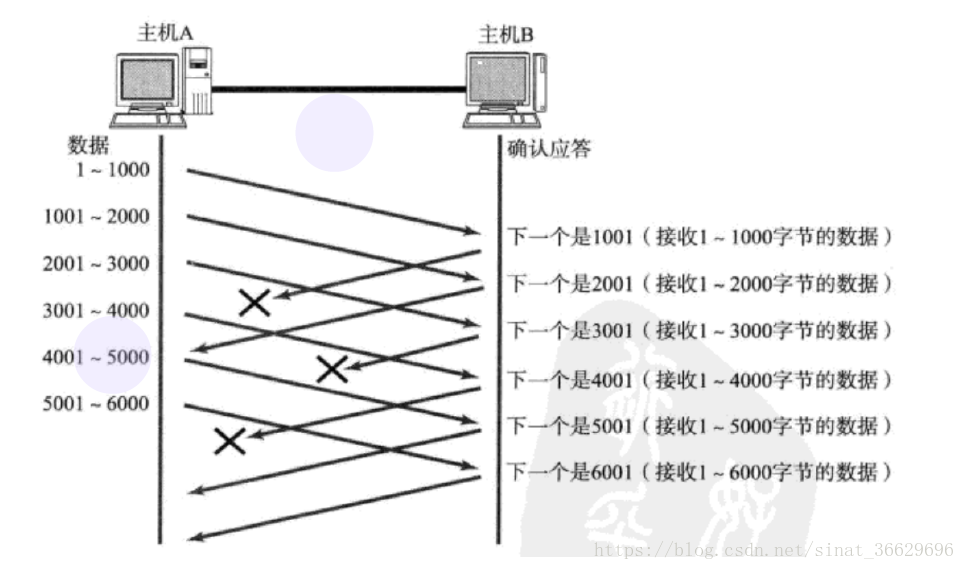 主机A
主机B
数据
确认应答
1～1000
1001～2000
下一个是1001（接收1～1000字节的数据）
2001～3000
下一个是2001（接收1～2000字节的数据）
3001～4000
下一个是3001（接收1～3000字节的数据）
4001～5000
下一个是4001（接收1～4000字节的数据）
5001～6000
下一个是5001（接收1～5000字节的数据）
下一个是6001（接收1～6000字节的数据）
https://blog.csdn.net/sinat_36629696